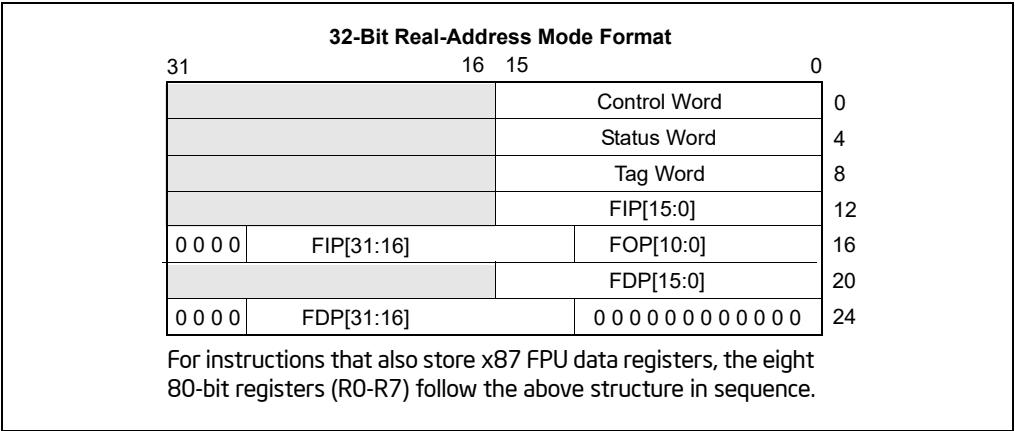 32-Bit Real-Address Mode Format
31 16 15 0
Control Word 0
Status Word 4
Tag Word 8
FIP[15:0] 12
0 0 0 0 FIP[31:16] FOP[10:0] 16
FDP[15:0] 20
0 0 0 0 FDP[31:16] 0 0 0 0 0 0 0 0 0 0 0 0 24
For instructions that also store x87 FPU data registers, the eight
80-bit registers (R0-R7) follow the above structure in sequence.